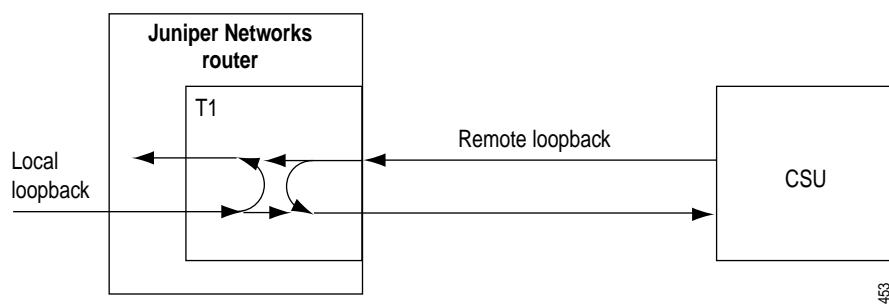 Juniper Networks
router
T1
Remote loopback
Local
loopback
CSU
453